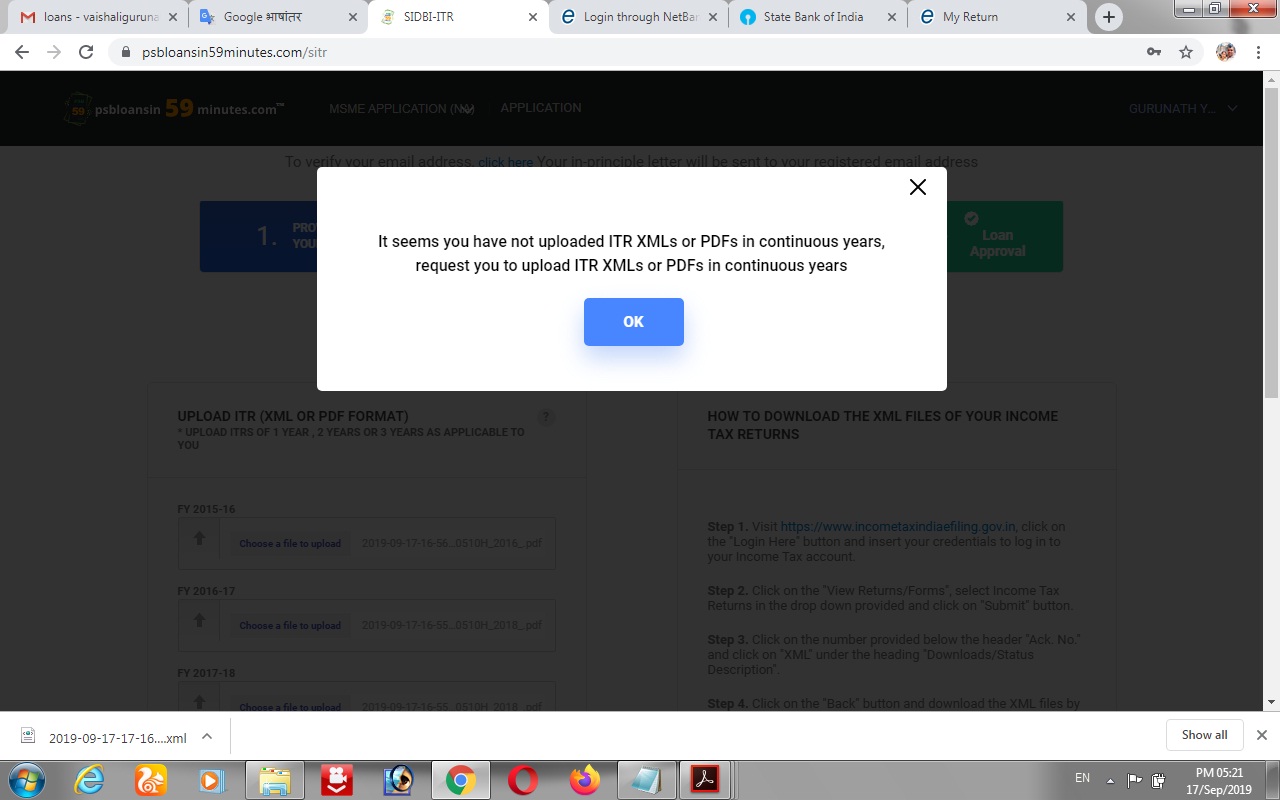 loans - vaishaliguruna
Google भाषांतर
SIDBI-ITR
Login through NetBan
State Bank of India
My Return
psbloansin59minutes.com/sitr
psbloansin 59 minutes.com™
MSME APPLICATION (NW)
APPLICATION
GURUNATH Y...
To verify your email address, click here Your in-principle letter will be sent to your registered email address
1.
PRO
YOU
Loan
Approval
It seems you have not uploaded ITR XMLs or PDFs in continuous years,
request you to upload ITR XMLs or PDFs in continuous years
OK
UPLOAD ITR (XML OR PDF FORMAT)
?
* UPLOAD ITRS OF 1 YEAR , 2 YEARS OR 3 YEARS AS APPLICABLE TO
YOU
FY 2015-16
Choose a file to upload
2019-09-17-16-56...0510H_2016_.pdf
FY 2016-17
Choose a file to upload
2019-09-17-16-55...0510H_2018_.pdf
FY 2017-18
Choose a file to upload
2019-09-17-16-55...0510H_2018_.pdf
HOW TO DOWNLOAD THE XML FILES OF YOUR INCOME
TAX RETURNS
Step 1. Visit https://www.incometaxindiaefiling.gov.in, click on
the "Login Here" button and insert your credentials to log in to
your Income Tax account.
Step 2. Click on the "View Returns/Forms", select Income Tax
Returns in the drop down provided and click on "Submit" button.
Step 3. Click on the number provided below the header "Ack. No."
and click on "XML" under the heading "Downloads/Status
Description".
Step 4. Click on the "Back" button and download the XML files by
2019-09-17-17-16....xml
Show all
EN
PM 05:21
17/Sep/2019